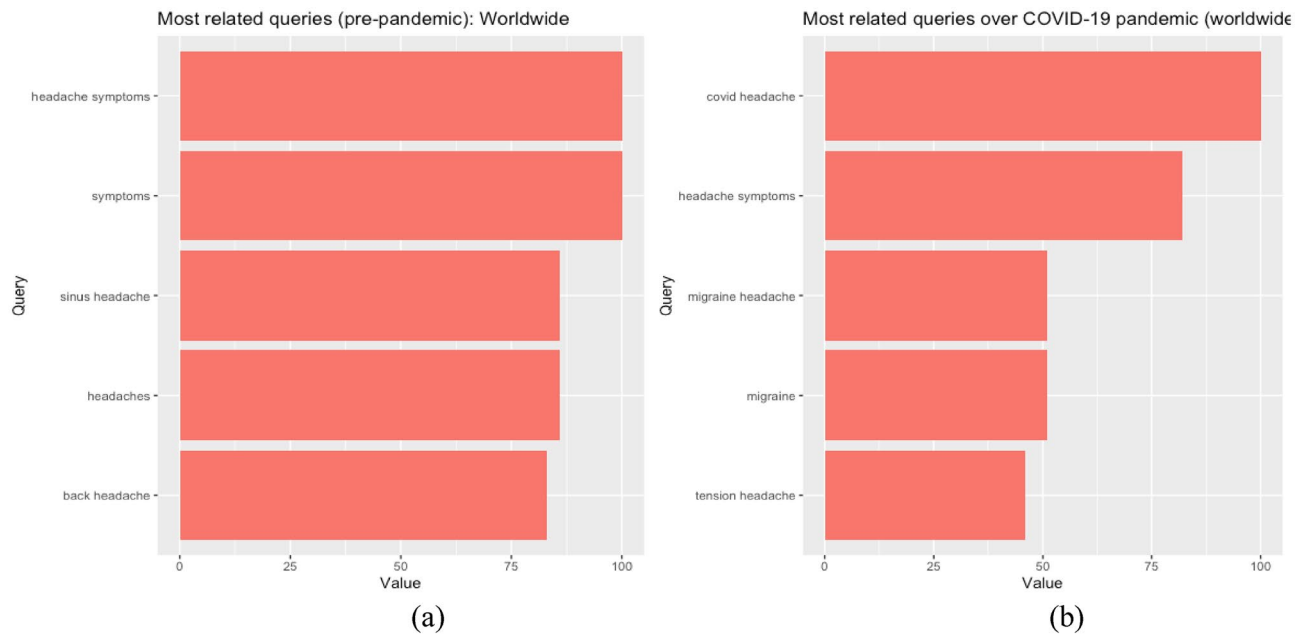 Most related queries (pre-pandemic): Worldwide
Query
headache symptoms
symptoms
sinus headache
headaches
back headache
0 25 50 75 100
Value
(a)
Most related queries over COVID-19 pandemic (worldwide
Query
covid headache
headache symptoms
migraine headache
migraine
tension headache
0 25 50 75 100
Value
(b)